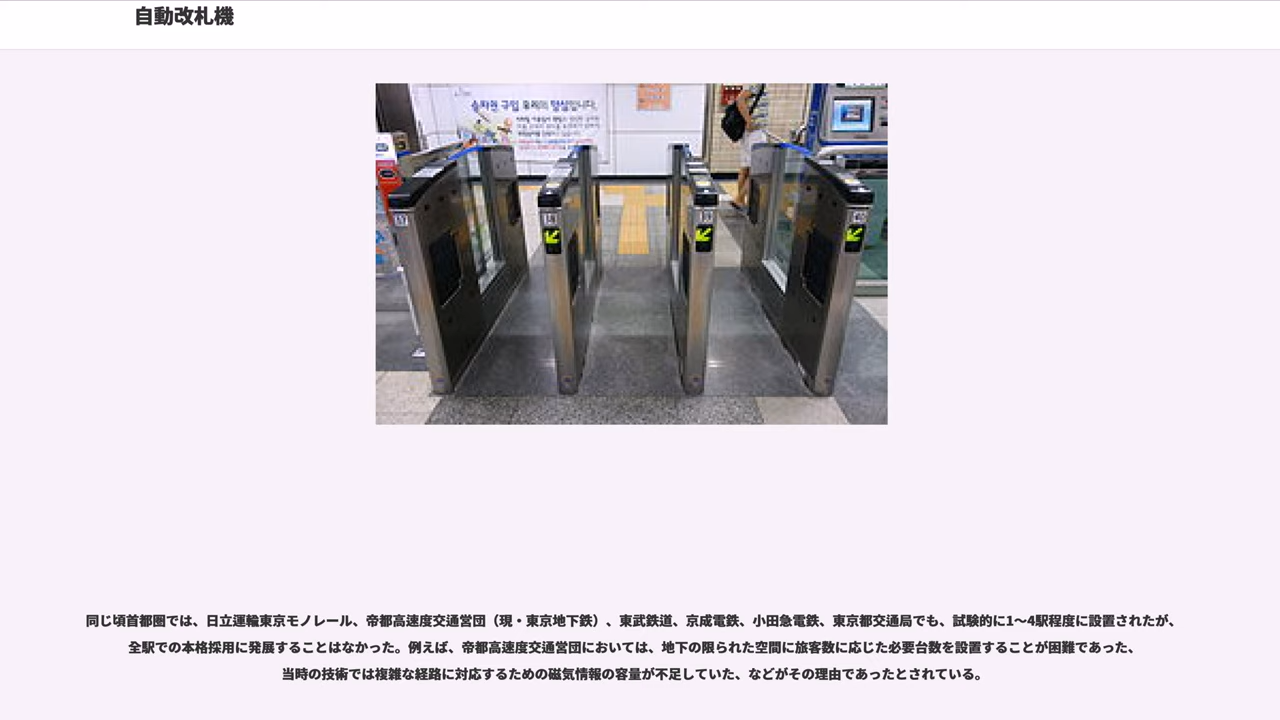 自動改札機
승차권 구입
37
38
39
40
同じ頃首都圏では、日立運輸東京モノレール、帝都高速度交通営団（現・東京地下鉄）、東武鉄道、京成電鉄、小田急電鉄、東京都交通局でも、試験的に1〜4駅程度に設置されたが、
全駅での本格採用に発展することはなかった。例えば、帝都高速度交通営団においては、地下の限られた空間に旅客数に応じた必要台数を設置することが困難であった、
当時の技術では複雑な経路に対応するための磁気情報の容量が不足していた、などがその理由であったとされている。